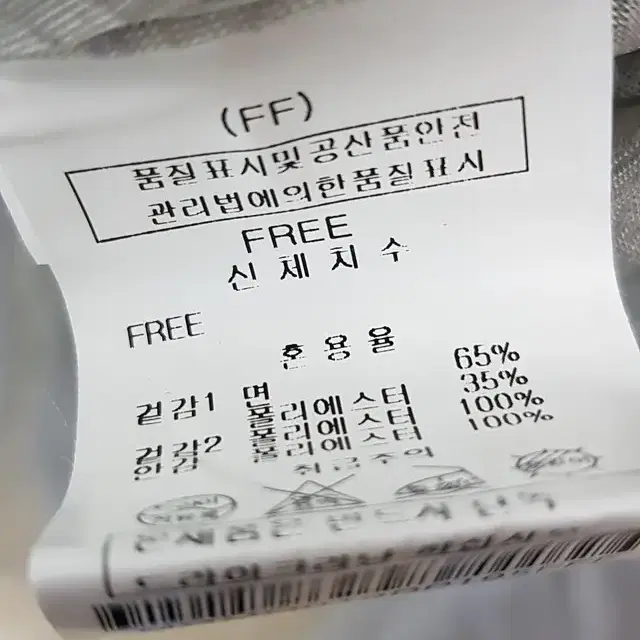 (FF)
품질표시및공산품안전
관리법에의한품질표시
FREE
신체치수
FREE
혼용율
겉감1 면 65%
폴리에스터 35%
겉감2 폴리에스터 100%
안감 폴리에스터 100%
취급주의